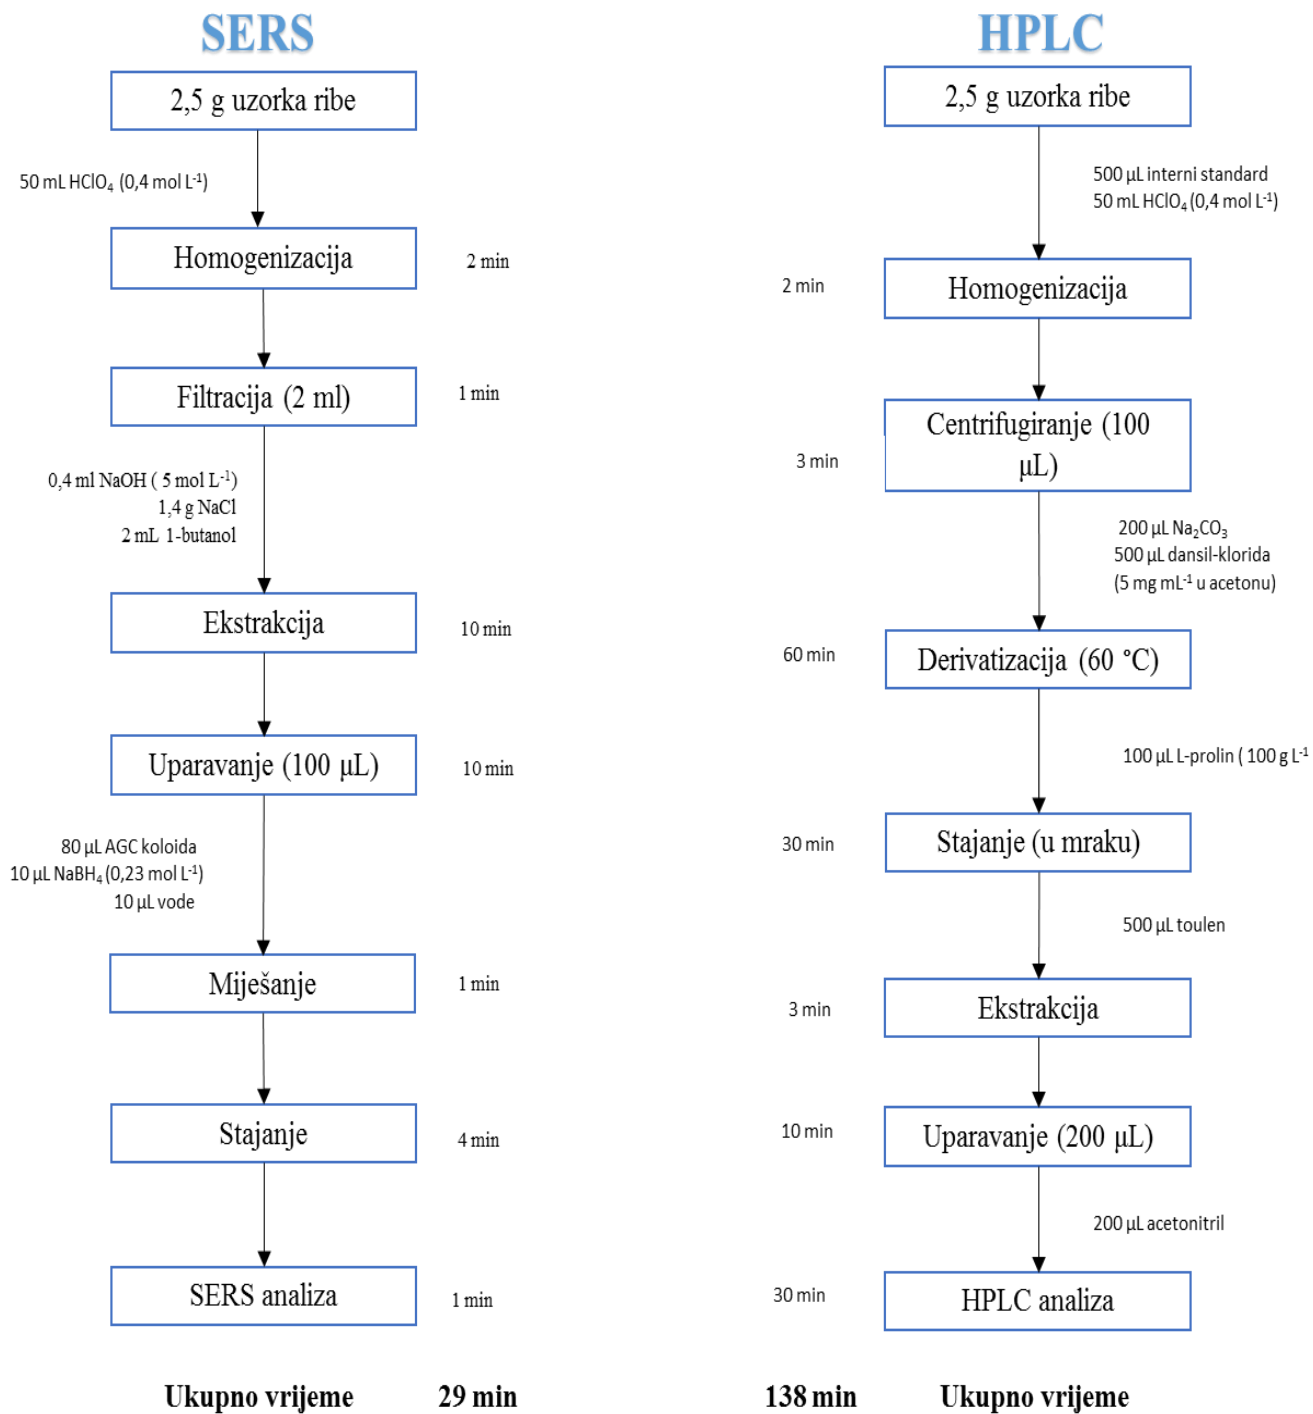 SERS
2,5 g uzorka ribe
50 mL HClO₄ (0,4 mol L⁻¹)
Homogenizacija
2 min
Filtracija (2 ml)
1 min
0,4 ml NaOH ( 5 mol L⁻¹)
1,4 g NaCl
2 mL 1-butanol
Ekstrakcija
10 min
Uparavanje (100 µL)
10 min
80 µL AGC koloida
10 µL NaBH₄ (0,23 mol L⁻¹)
10 µL vode
Miješanje
1 min
Stajanje
4 min
SERS analiza
1 min
Ukupno vrijeme 29 min
HPLC
2,5 g uzorka ribe
500 µL interni standard
50 mL HClO₄ (0,4 mol L⁻¹)
2 min
Homogenizacija
Centrifugiranje (100
µL)
3 min
200 µL Na₂CO₃
500 µL dansil-klorida
(5 mg mL⁻¹ u acetonu)
60 min
Derivatizacija (60 °C)
100 µL L-prolin ( 100 g L⁻¹
30 min
Stajanje (u mraku)
500 µL toulen
3 min
Ekstrakcija
10 min
Uparavanje (200 µL)
200 µL acetonitril
30 min
HPLC analiza
138 min Ukupno vrijeme